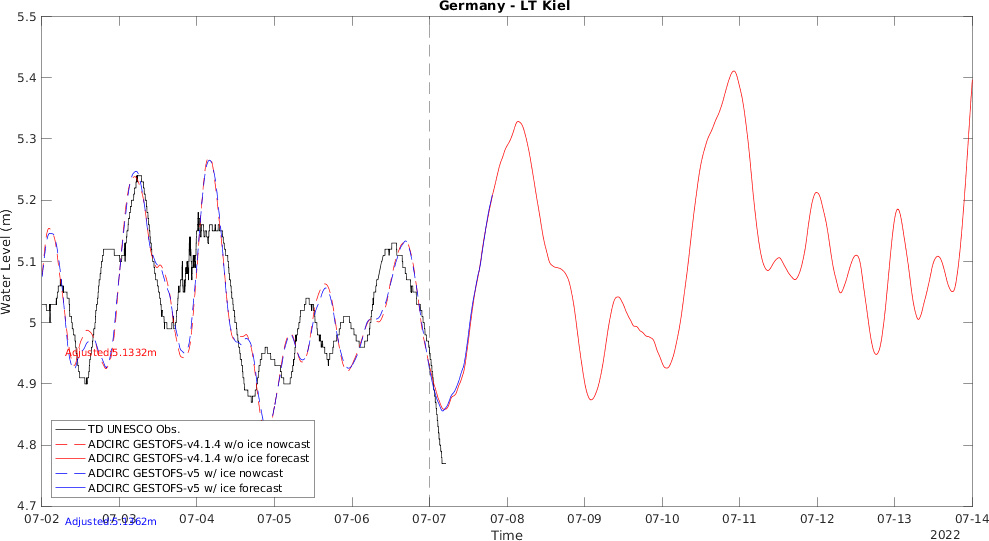 Germany - LT Kiel
5.5
5.4
5.3
5.2
5.1
5
4.9
4.8
4.7
Water Level (m)
Adjusted:5.1332m
TD UNESCO Obs.
ADCIRC GESTOFS-v4.1.4 w/o ice nowcast
ADCIRC GESTOFS-v4.1.4 w/o ice forecast
ADCIRC GESTOFS-v5 w/ ice nowcast
ADCIRC GESTOFS-v5 w/ ice forecast
07-02 07-03 07-04 07-05 07-06 07-07 07-08 07-09 07-10 07-11 07-12 07-13 07-14
Adjusted:5.1362m
Time
2022